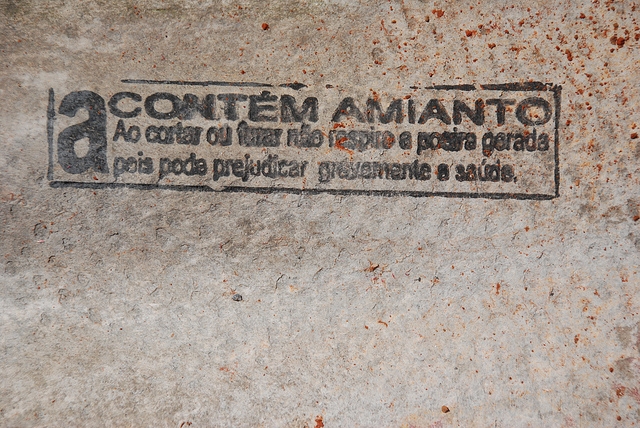 a CONTÉM AMIANTO
Ao cortar ou furar não respire a poeira gerada
pois pode prejudicar gravemente a saúde.